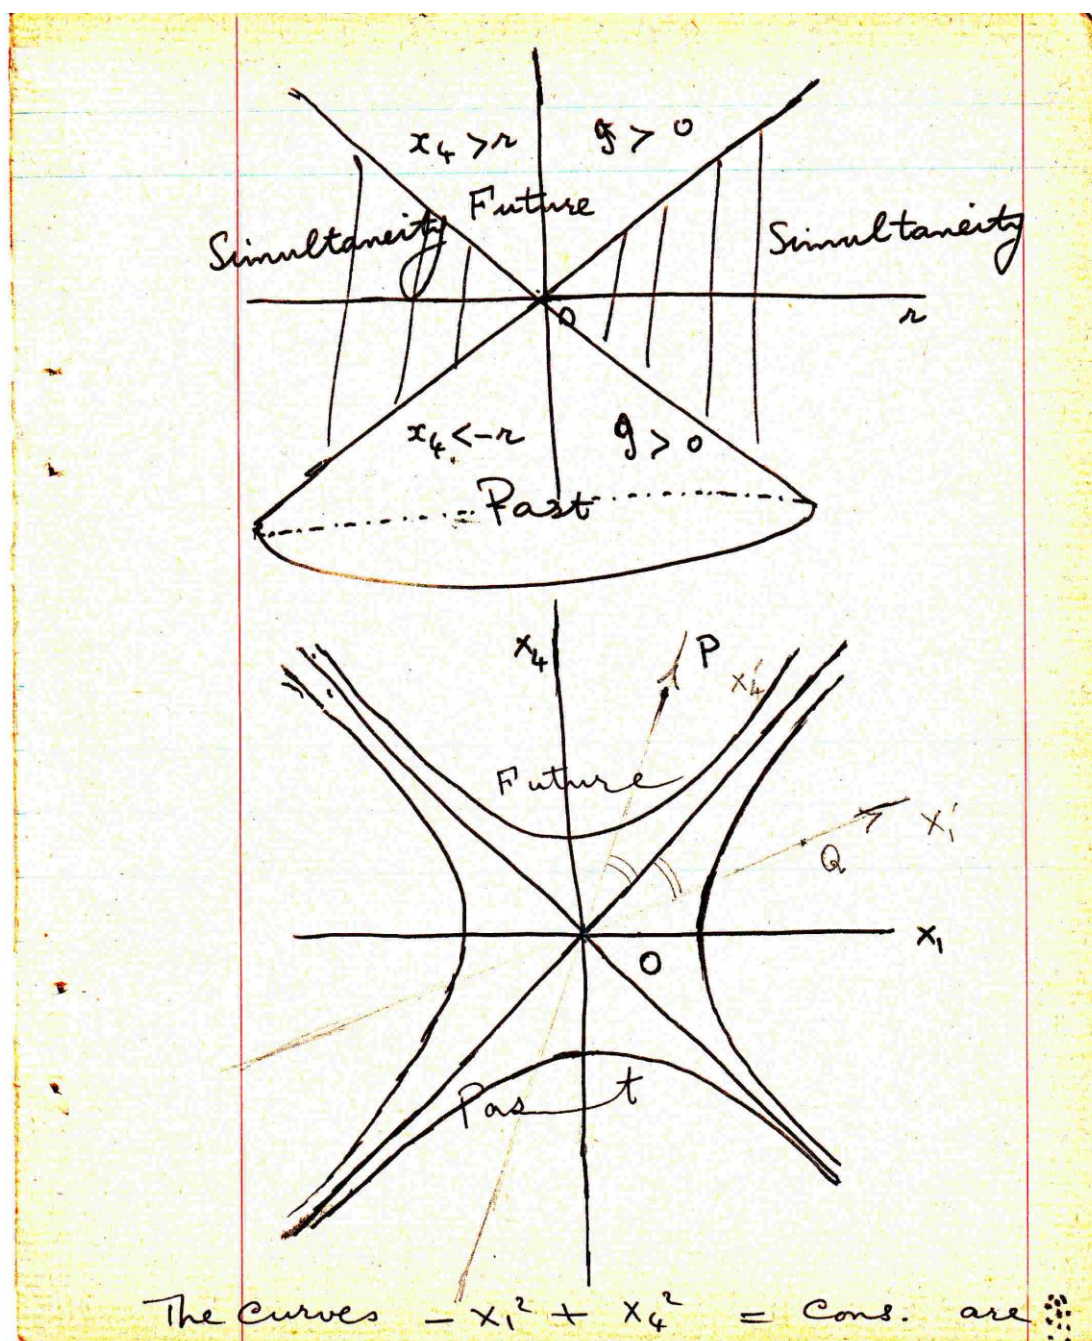 x₄ > r g > 0
Future
Simultaneity Simultaneity
O r
x₄ < -r g > 0
Past
x₄ P
x₄′
Future
x₁′
Q
x₁
O
Past
The curves - x₁² + x₄² = Cons. are